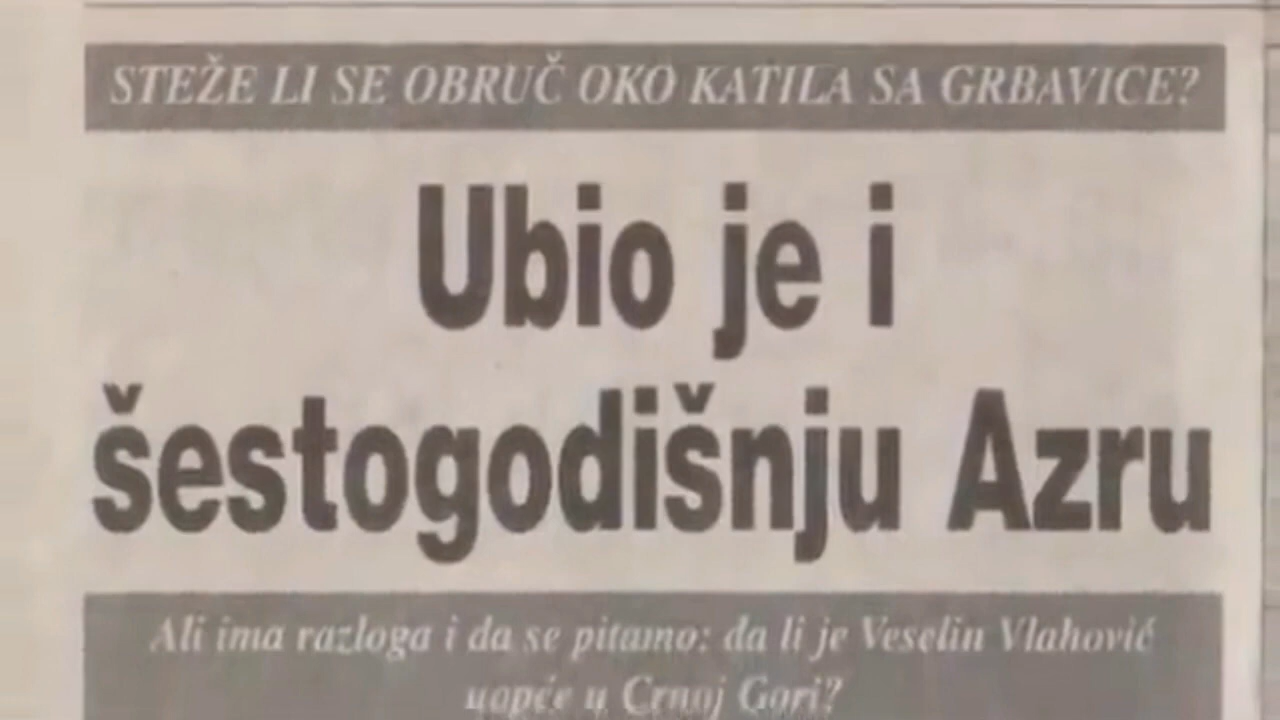 STEŽE LI SE OBRUČ OKO KATILA SA GRBAVICE?
Ubio je i
šestogodišnju Azru
Ali ima razloga i da se pitamo: da li je Veselin Vlahović
uopće u Crnoj Gori?